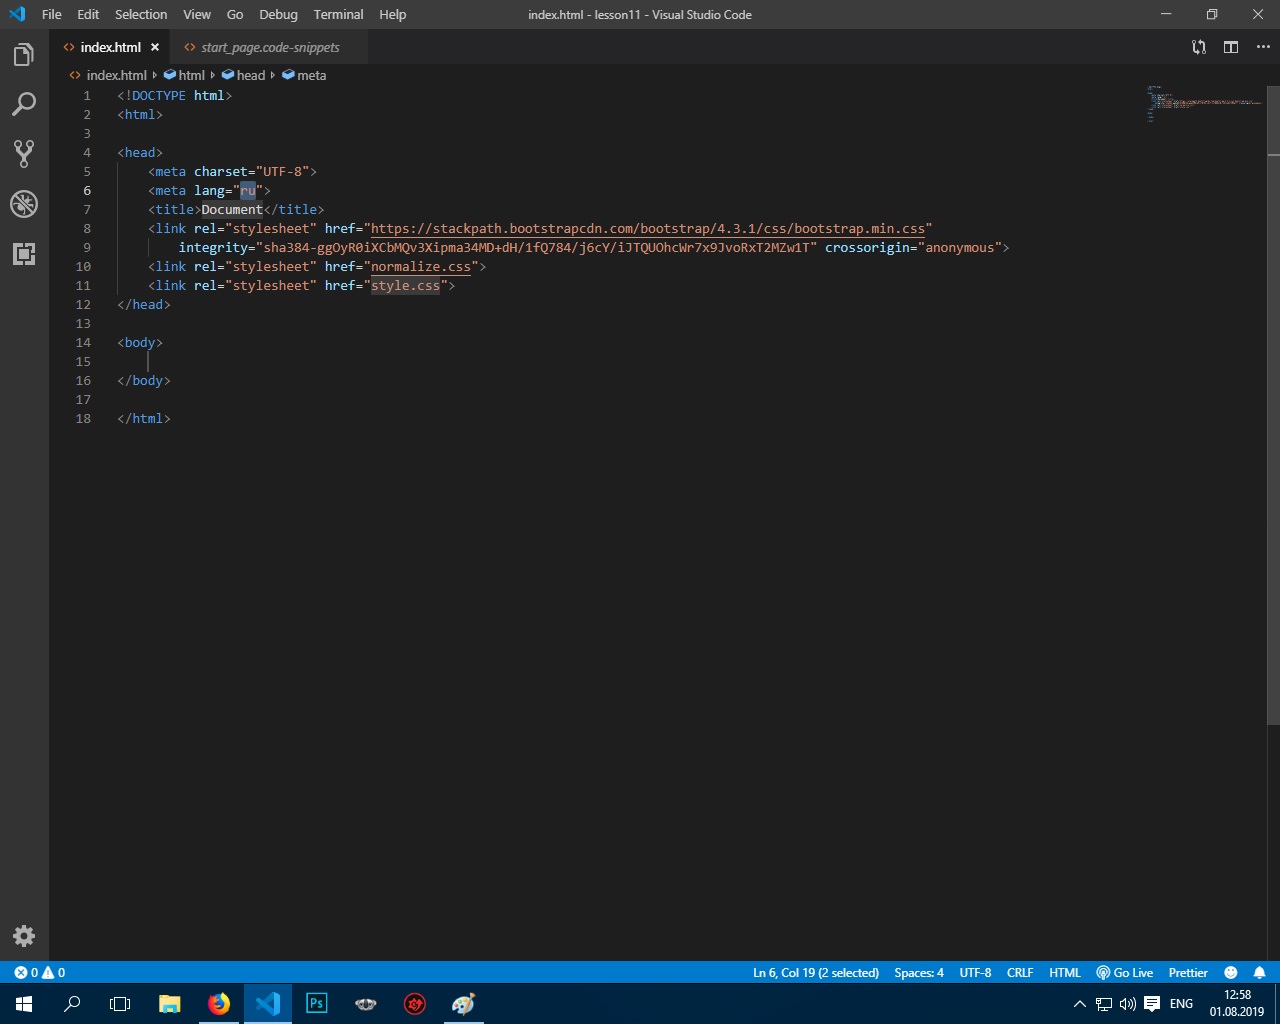 File Edit Selection View Go Debug Terminal Help index.html - lesson11 - Visual Studio Code
index.html start_page.code-snippets
index.html html head meta
1 <!DOCTYPE html>
2 <html>
3
4 <head>
5 <meta charset="UTF-8">
6 <meta lang="ru">
7 <title>Document</title>
8 <link rel="stylesheet" href="https://stackpath.bootstrapcdn.com/bootstrap/4.3.1/css/bootstrap.min.css"
9 integrity="sha384-ggOyR0iXCbMQv3Xipma34MD+dH/1fQ784/j6cY/iJTQUOhcWr7x9JvoRxT2MZw1T" crossorigin="anonymous">
10 <link rel="stylesheet" href="normalize.css">
11 <link rel="stylesheet" href="style.css">
12 </head>
13
14 <body>
15
16 </body>
17
18 </html>
0 0 Ln 6, Col 19 (2 selected) Spaces: 4 UTF-8 CRLF HTML Go Live Prettier
Ps ENG 12:58
01.08.2019